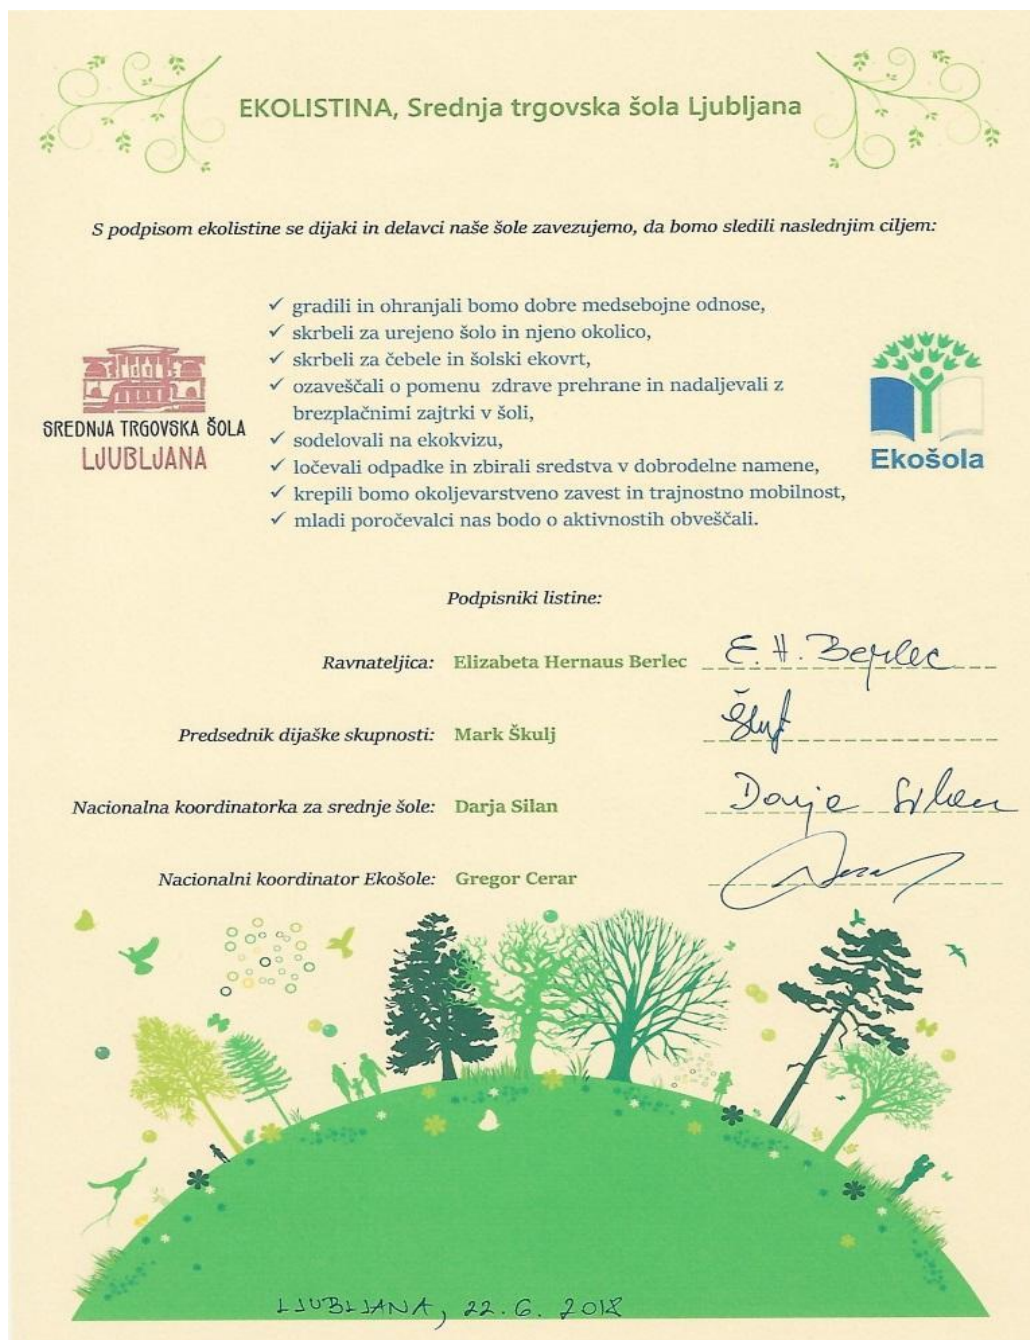 EKOLISTINA, Srednja trgovska šola Ljubljana
S podpisom ekolistine se dijaki in delavci naše šole zavezujemo, da bomo sledili naslednjim ciljem:
✓ gradili in ohranjali bomo dobre medsebojne odnose,
✓ skrbeli za urejeno šolo in njeno okolico,
✓ skrbeli za čebele in šolski ekovrt,
✓ ozaveščali o pomenu zdrave prehrane in nadaljevali z
brezplačnimi zajtrki v šoli,
✓ sodelovali na ekokvizu,
✓ ločevali odpadke in zbirali sredstva v dobrodelne namene,
✓ krepili bomo okoljevarstveno zavest in trajnostno mobilnost,
✓ mladi poročevalci nas bodo o aktivnostih obveščali.
SREDNJA TRGOVSKA ŠOLA
LJUBLJANA
Ekošola
Podpisniki listine:
Ravnateljica: Elizabeta Hernaus Berlec E. H. Berlec
Predsednik dijaške skupnosti: Mark Škulj
Nacionalna koordinatorka za srednje šole: Darja Silan Darja Silan
Nacionalni koordinator Ekošole: Gregor Cerar
LJUBLJANA, 22. 6. 2018